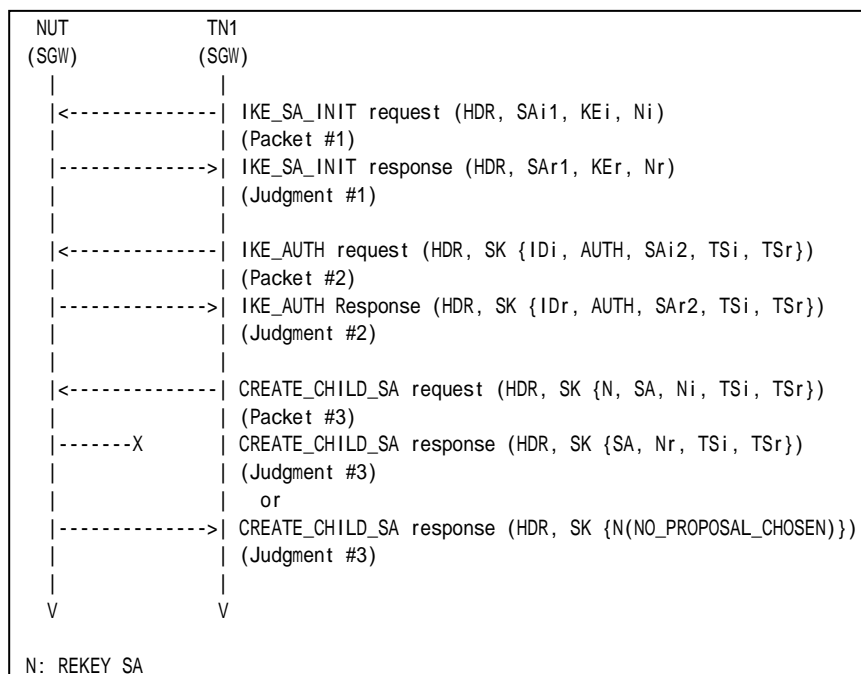 NUT TN1
(SGW) (SGW)
| |
|<--------------| IKE_SA_INIT request (HDR, SAi1, KEi, Ni)
| | (Packet #1)
|-------------->| IKE_SA_INIT response (HDR, SAr1, KEr, Nr)
| | (Judgment #1)
| |
|<--------------| IKE_AUTH request (HDR, SK {IDi, AUTH, SAi2, TSi, TSr})
| | (Packet #2)
|-------------->| IKE_AUTH Response (HDR, SK {IDr, AUTH, SAr2, TSi, TSr})
| | (Judgment #2)
| |
|<--------------| CREATE_CHILD_SA request (HDR, SK {N, SA, Ni, TSi, TSr})
| | (Packet #3)
|-------X | CREATE_CHILD_SA response (HDR, SK {SA, Nr, TSi, TSr})
| | (Judgment #3)
| | or
|-------------->| CREATE_CHILD_SA response (HDR, SK {N(NO_PROPOSAL_CHOSEN)})
| | (Judgment #3)
| |
V V
N: REKEY SA